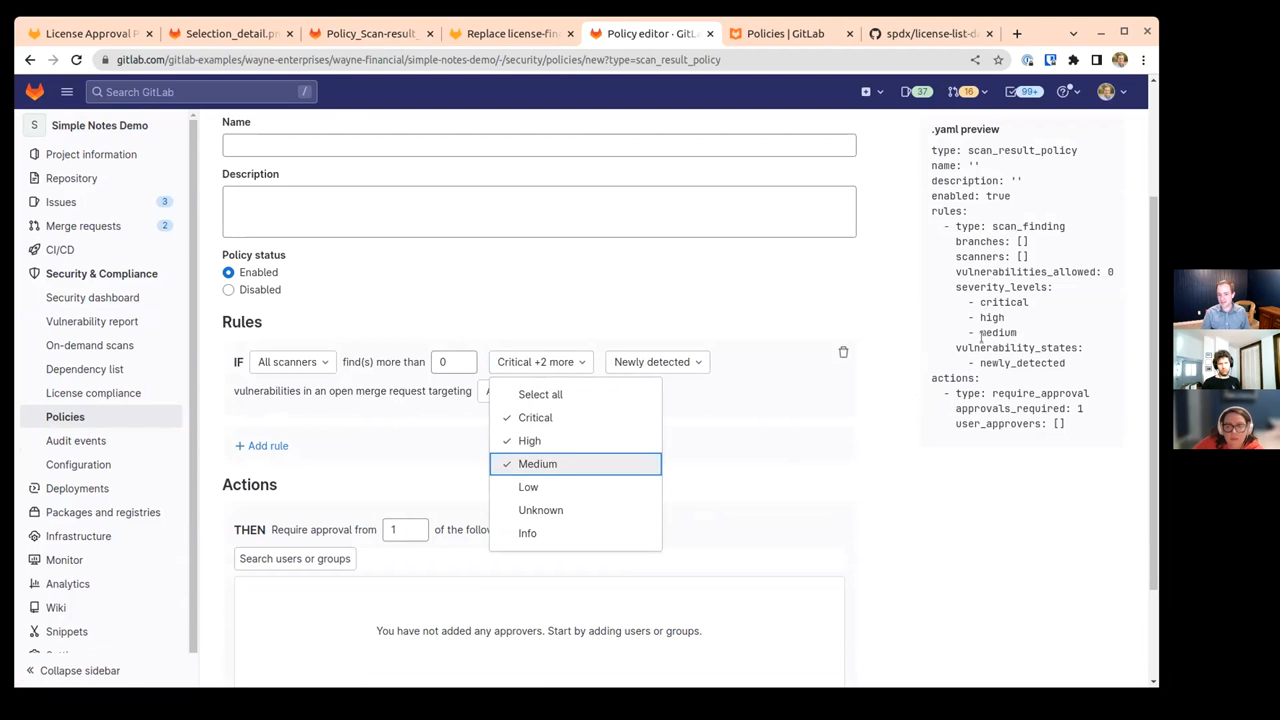 License Approval P
Selection_detail.pn
Policy_Scan-result_
Replace license-fin
Policy editor · GitL
Policies | GitLab
spdx/license-list-d
gitlab.com/gitlab-examples/wayne-enterprises/wayne-financial/simple-notes-demo/-/security/policies/new?type=scan_result_policy
Search GitLab
/
37
16
99+
S
Simple Notes Demo
Project information
Repository
Issues
3
Merge requests
2
CI/CD
Security & Compliance
Security dashboard
Vulnerability report
On-demand scans
Dependency list
License compliance
Policies
Audit events
Configuration
Deployments
Packages and registries
Infrastructure
Monitor
Analytics
Wiki
Snippets
Collapse sidebar
Name
Description
Policy status
Enabled
Disabled
Rules
IF All scanners find(s) more than 0 Critical +2 more Newly detected
vulnerabilities in an open merge request targeting
Select all
Critical
High
Medium
Low
Unknown
Info
+ Add rule
Actions
THEN Require approval from 1 of the follo
Search users or groups
You have not added any approvers. Start by adding users or groups.
.yaml preview
type: scan_result_policy
name: ''
description: ''
enabled: true
rules:
- type: scan_finding
branches: []
scanners: []
vulnerabilities_allowed: 0
severity_levels:
- critical
- high
- medium
vulnerability_states:
- newly_detected
actions:
- type: require_approval
approvals_required: 1
user_approvers: []